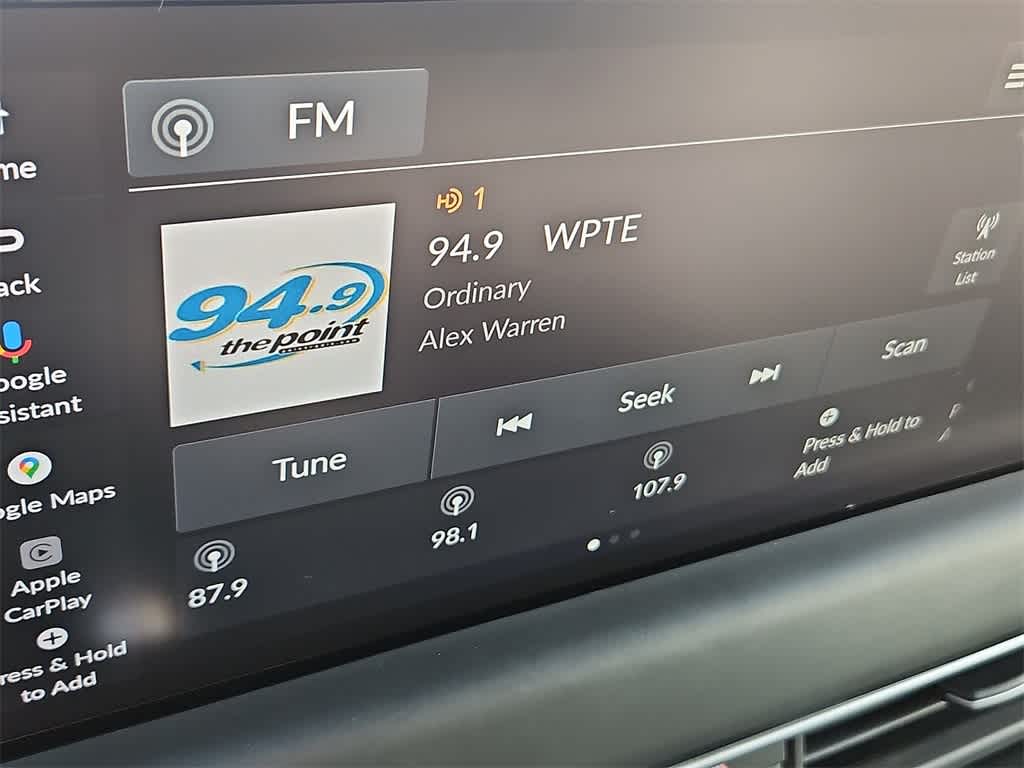 FM
me
HD 1
94.9 WPTE
Ordinary
Alex Warren
94.9
the point
Station
List
ack
oogle
sistant
Tune
Seek
Scan
ogle Maps
87.9
98.1
107.9
Press & Hold to
Add
P
Apple
CarPlay
ress & Hold
to Add